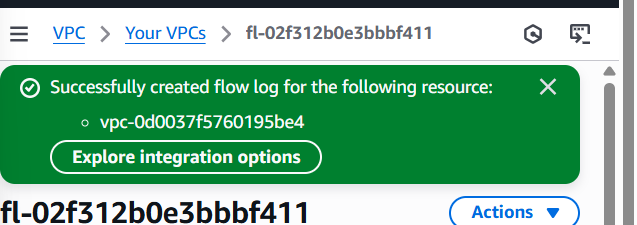 VPC > Your VPCs > fl-02f312b0e3bbbf411
Successfully created flow log for the following resource:
vpc-0d0037f5760195be4
Explore integration options
fl-02f312b0e3bbbf411
Actions